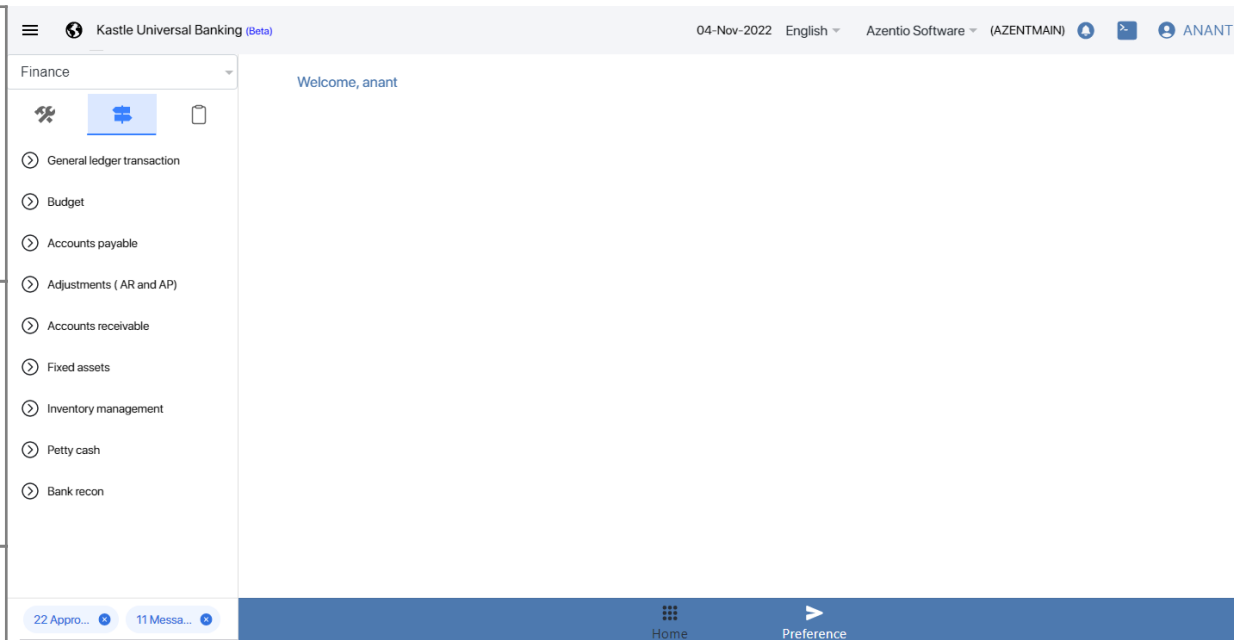 Kastle Universal Banking (Beta) 04-Nov-2022 English Azentio Software (AZENTMAIN) ANANT
Finance
Welcome, anant
General ledger transaction
Budget
Accounts payable
Adjustments ( AR and AP)
Accounts receivable
Fixed assets
Inventory management
Petty cash
Bank recon
22 Appro... 11 Messa...
Home Preference